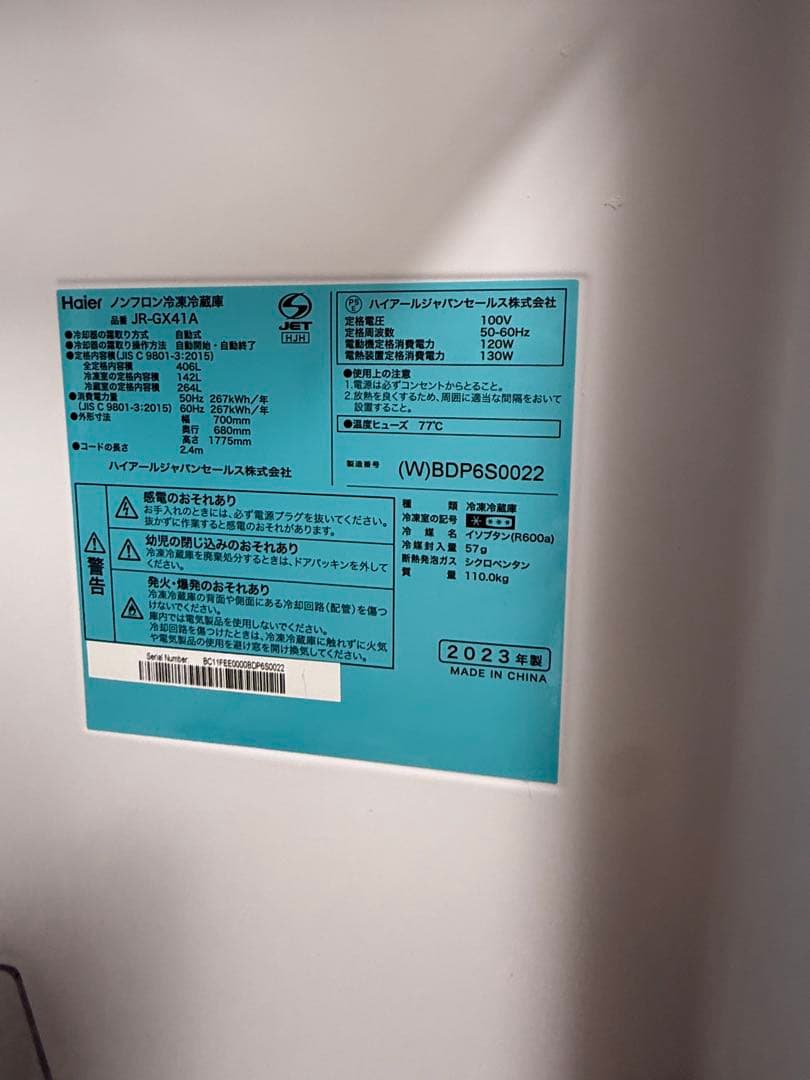 Haier ノンフロン冷凍冷蔵庫
品番 JR-GX41A
JET
HJH
●冷却器の霜取り方式 自動式
●冷却器の霜取り操作方法 自動開始・自動終了
●定格内容積(JIS C 9801-3:2015)
全定格内容積 406L
冷凍室の定格内容積 142L
冷蔵室の定格内容積 264L
●消費電力量 50Hz 267kWh/年
(JIS C 9801-3:2015) 60Hz 267kWh/年
●外形寸法 幅 700mm
奥行 680mm
高さ 1775mm
●コードの長さ 2.4m
ハイアールジャパンセールス株式会社
PSE ハイアールジャパンセールス株式会社
定格電圧 100V
定格周波数 50-60Hz
電動機定格消費電力 120W
電熱装置定格消費電力 130W
●使用上の注意
1.電源は必ずコンセントからとること。
2.放熱を良くするため、周囲に適当な間隔をおいて
設置すること。
●温度ヒューズ 77℃
製造番号 (W)BDP6S0022
警告
感電のおそれあり
お手入れのときには、必ず電源プラグを抜いてください。
抜かずに作業すると感電のおそれがあります。
幼児の閉じ込みのおそれあり
冷凍冷蔵庫を廃棄処分するときは、ドアパッキンを外して
ください。
発火・爆発のおそれあり
冷凍冷蔵庫の背面や側面にある冷却回路(配管)を傷つ
けないでください。
庫内では電気製品を使用しないでください。
冷却回路を傷つけたときは、冷凍冷蔵庫に触れずに火気
や電気製品の使用を避け窓を開け換気してください。
種類 冷凍冷蔵庫
冷凍室の記号
冷媒名 イソブタン(R600a)
冷媒封入量 57g
断熱発泡ガス シクロペンタン
質量 110.0kg
2023年製
MADE IN CHINA
Serial Number: BC11FEE0000BDP6S0022